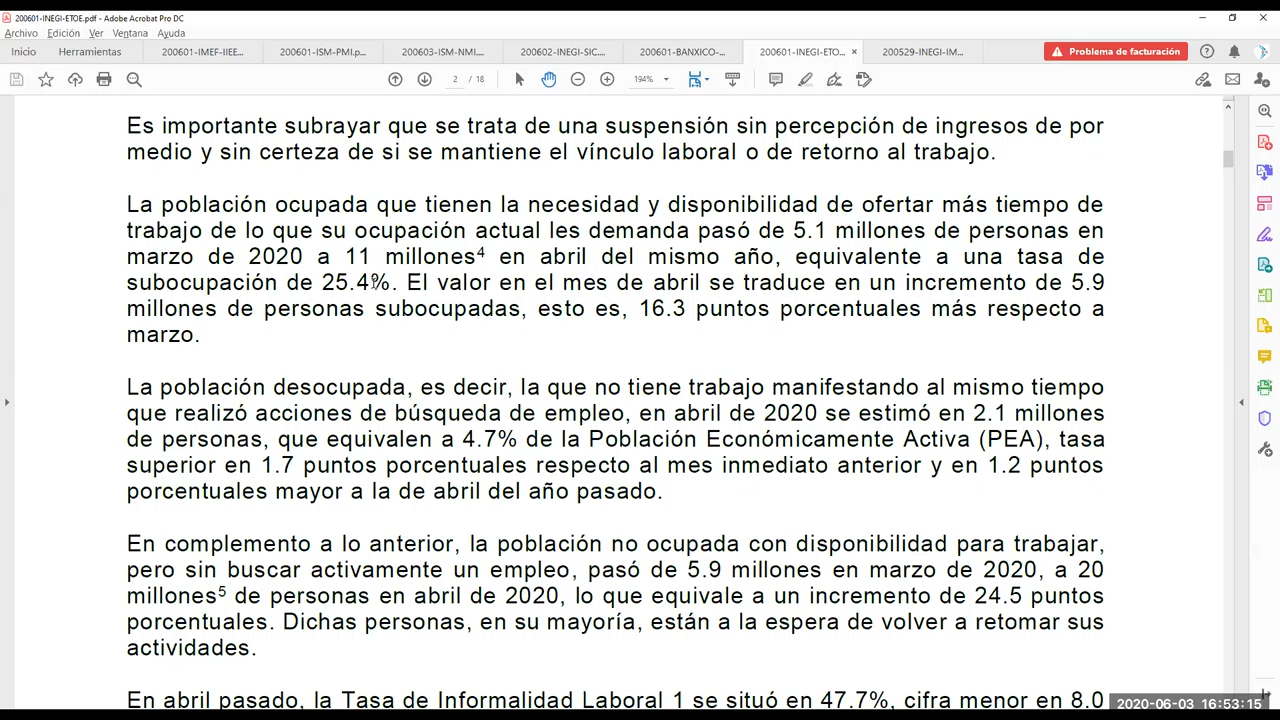 200601-INEGI-ETOE.pdf - Adobe Acrobat Pro DC
Archivo Edición Ver Ventana Ayuda
Inicio Herramientas 200601-IMEF-IIEE... 200601-ISM-PMI.p... 200603-ISM-NMI.... 200602-INEGI-SIC.... 200601-BANXICO-... 200601-INEGI-ETO... × 200529-INEGI-IM... Problema de facturación
2 / 18 194%
Es importante subrayar que se trata de una suspensión sin percepción de ingresos de por
medio y sin certeza de si se mantiene el vínculo laboral o de retorno al trabajo.
La población ocupada que tienen la necesidad y disponibilidad de ofertar más tiempo de
trabajo de lo que su ocupación actual les demanda pasó de 5.1 millones de personas en
marzo de 2020 a 11 millones⁴ en abril del mismo año, equivalente a una tasa de
subocupación de 25.4%. El valor en el mes de abril se traduce en un incremento de 5.9
millones de personas subocupadas, esto es, 16.3 puntos porcentuales más respecto a
marzo.
La población desocupada, es decir, la que no tiene trabajo manifestando al mismo tiempo
que realizó acciones de búsqueda de empleo, en abril de 2020 se estimó en 2.1 millones
de personas, que equivalen a 4.7% de la Población Económicamente Activa (PEA), tasa
superior en 1.7 puntos porcentuales respecto al mes inmediato anterior y en 1.2 puntos
porcentuales mayor a la de abril del año pasado.
En complemento a lo anterior, la población no ocupada con disponibilidad para trabajar,
pero sin buscar activamente un empleo, pasó de 5.9 millones en marzo de 2020, a 20
millones⁵ de personas en abril de 2020, lo que equivale a un incremento de 24.5 puntos
porcentuales. Dichas personas, en su mayoría, están a la espera de volver a retomar sus
actividades.
En abril pasado, la Tasa de Informalidad Laboral 1 se situó en 47.7%, cifra menor en 8.0
2020-06-03 16:53:15